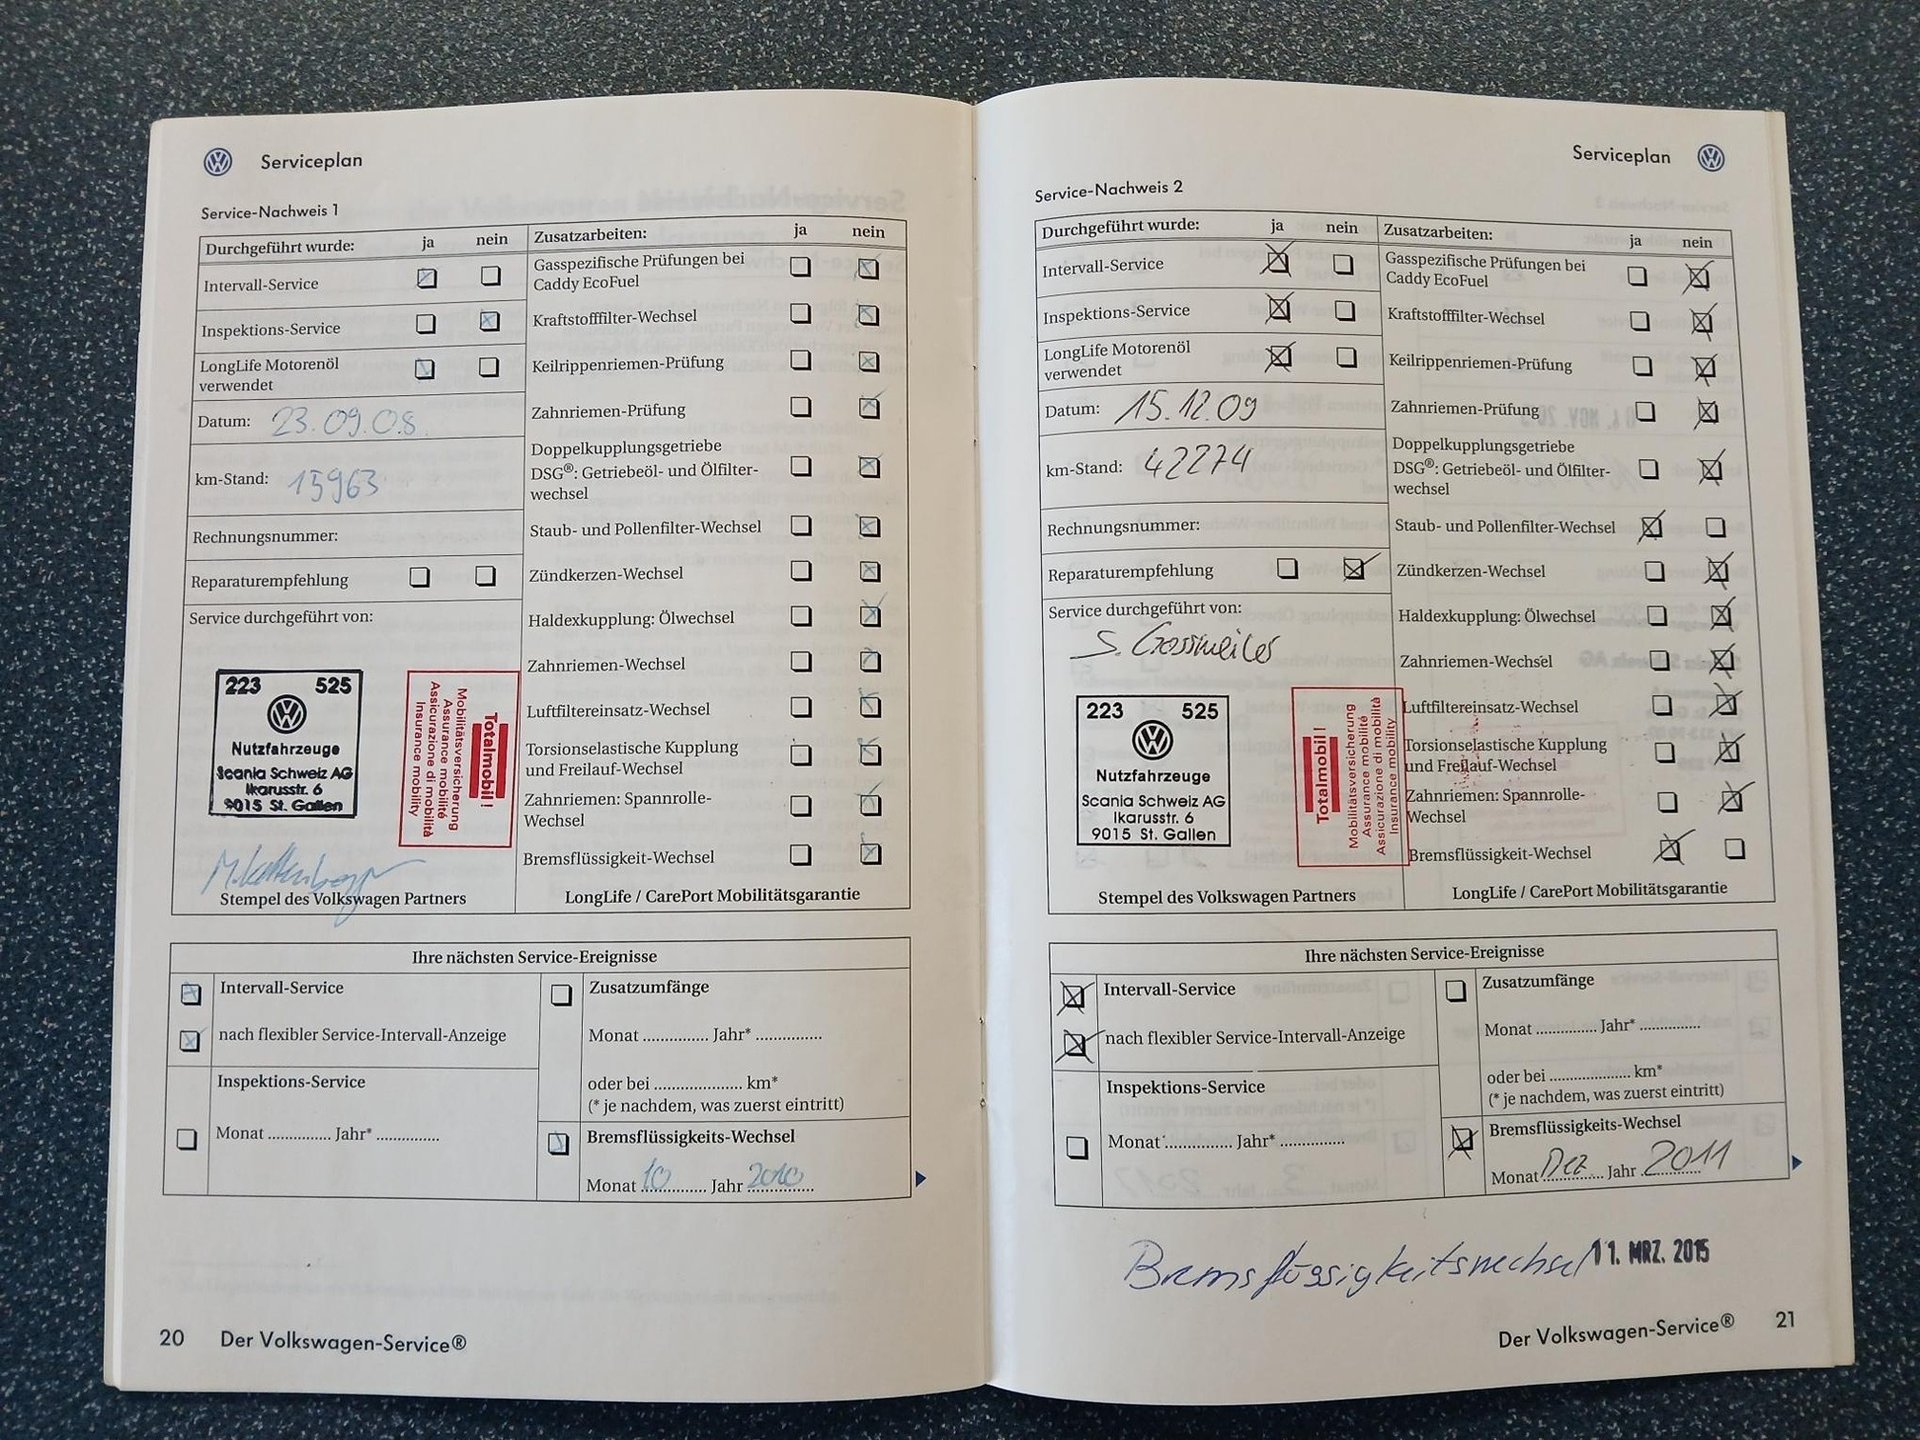 Serviceplan
Service-Nachweis 1
Durchgeführt wurde: ja nein
Intervall-Service
Inspektions-Service
LongLife Motorenöl
verwendet
Datum: 23.09.08
km-Stand: 15963
Rechnungsnummer:
Reparaturempfehlung
Service durchgeführt von:
223 525
Nutzfahrzeuge
Scania Schweiz AG
Ikarusstr. 6
9015 St. Gallen
Totalmobil!
Mobilitätsversicherung
Assurance mobilité
Assicurazione di mobilità
Insurance mobility
Stempel des Volkswagen Partners
Zusatzarbeiten: ja nein
Gasspezifische Prüfungen bei
Caddy EcoFuel
Kraftstofffilter-Wechsel
Keilrippenriemen-Prüfung
Zahnriemen-Prüfung
Doppelkupplungsgetriebe
DSG®: Getriebeöl- und Ölfilter-
wechsel
Staub- und Pollenfilter-Wechsel
Zündkerzen-Wechsel
Haldexkupplung: Ölwechsel
Zahnriemen-Wechsel
Luftfiltereinsatz-Wechsel
Torsionselastische Kupplung
und Freilauf-Wechsel
Zahnriemen: Spannrolle-
Wechsel
Bremsflüssigkeit-Wechsel
LongLife / CarePort Mobilitätsgarantie
Ihre nächsten Service-Ereignisse
Intervall-Service
nach flexibler Service-Intervall-Anzeige
Inspektions-Service
Monat .............. Jahr* ..............
Zusatzumfänge
Monat .............. Jahr* ..............
oder bei .................... km*
(* je nachdem, was zuerst eintritt)
Bremsflüssigkeits-Wechsel
Monat 10 Jahr 2010
20 Der Volkswagen-Service®
Serviceplan
Service-Nachweis 2
Durchgeführt wurde: ja nein
Intervall-Service
Inspektions-Service
LongLife Motorenöl
verwendet
Datum: 15.12.09
km-Stand: 42274
Rechnungsnummer:
Reparaturempfehlung
Service durchgeführt von:
S. Grossweiler
223 525
Nutzfahrzeuge
Scania Schweiz AG
Ikarusstr. 6
9015 St. Gallen
Totalmobil!
Mobilitätsversicherung
Assurance mobilité
Assicurazione di mobilità
Insurance mobility
Stempel des Volkswagen Partners
Zusatzarbeiten: ja nein
Gasspezifische Prüfungen bei
Caddy EcoFuel
Kraftstofffilter-Wechsel
Keilrippenriemen-Prüfung
Zahnriemen-Prüfung
Doppelkupplungsgetriebe
DSG®: Getriebeöl- und Ölfilter-
wechsel
Staub- und Pollenfilter-Wechsel
Zündkerzen-Wechsel
Haldexkupplung: Ölwechsel
Zahnriemen-Wechsel
Luftfiltereinsatz-Wechsel
Torsionselastische Kupplung
und Freilauf-Wechsel
Zahnriemen: Spannrolle-
Wechsel
Bremsflüssigkeit-Wechsel
LongLife / CarePort Mobilitätsgarantie
Ihre nächsten Service-Ereignisse
Intervall-Service
nach flexibler Service-Intervall-Anzeige
Inspektions-Service
Monat .............. Jahr* ..............
Zusatzumfänge
Monat .............. Jahr* ..............
oder bei .................... km*
(* je nachdem, was zuerst eintritt)
Bremsflüssigkeits-Wechsel
Monat Dez Jahr 2011
Bremsflüssigkeitswechsel 11. MRZ. 2015
Der Volkswagen-Service® 21